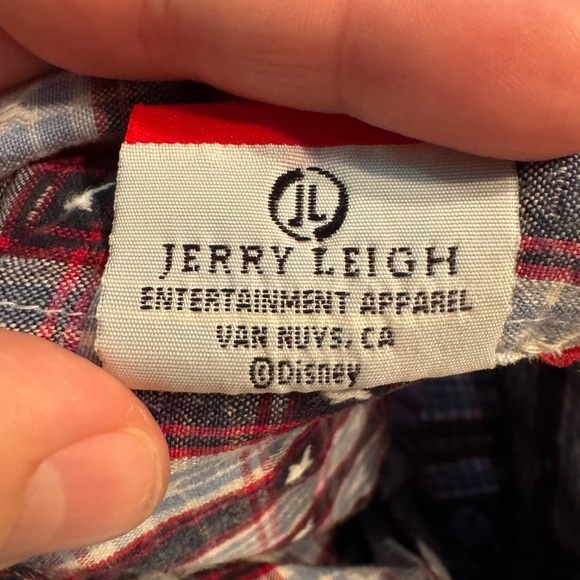 JL
JERRY LEIGH
ENTERTAINMENT APPAREL
VAN NUYS, CA
©Disney